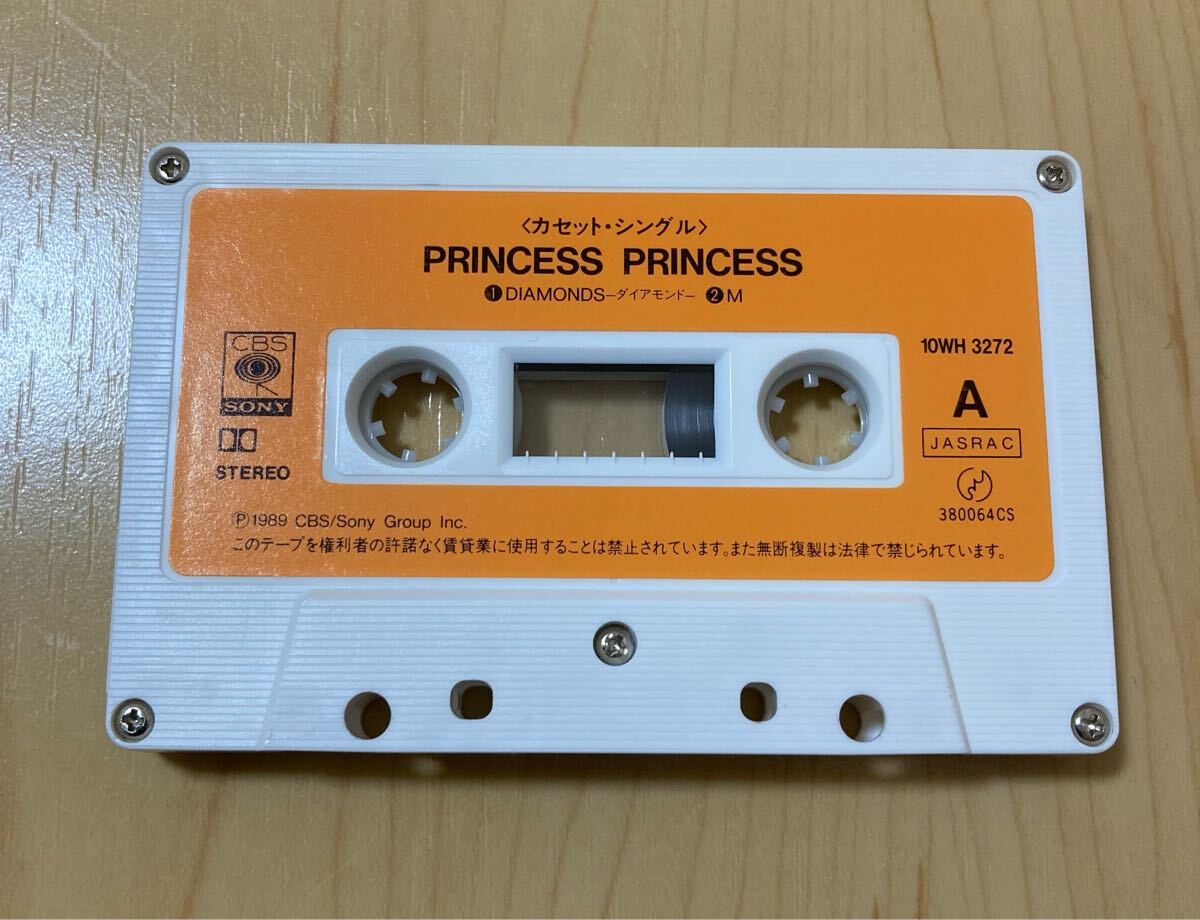 〈カセット・シングル〉
PRINCESS PRINCESS
❶DIAMONDS—ダイアモンド— ❷M
CBS
SONY
STEREO
10WH 3272
A
JASRAC
380064CS
Ⓟ1989 CBS/Sony Group Inc.
このテープを権利者の許諾なく賃貸業に使用することは禁止されています。また無断複製は法律で禁じられています。